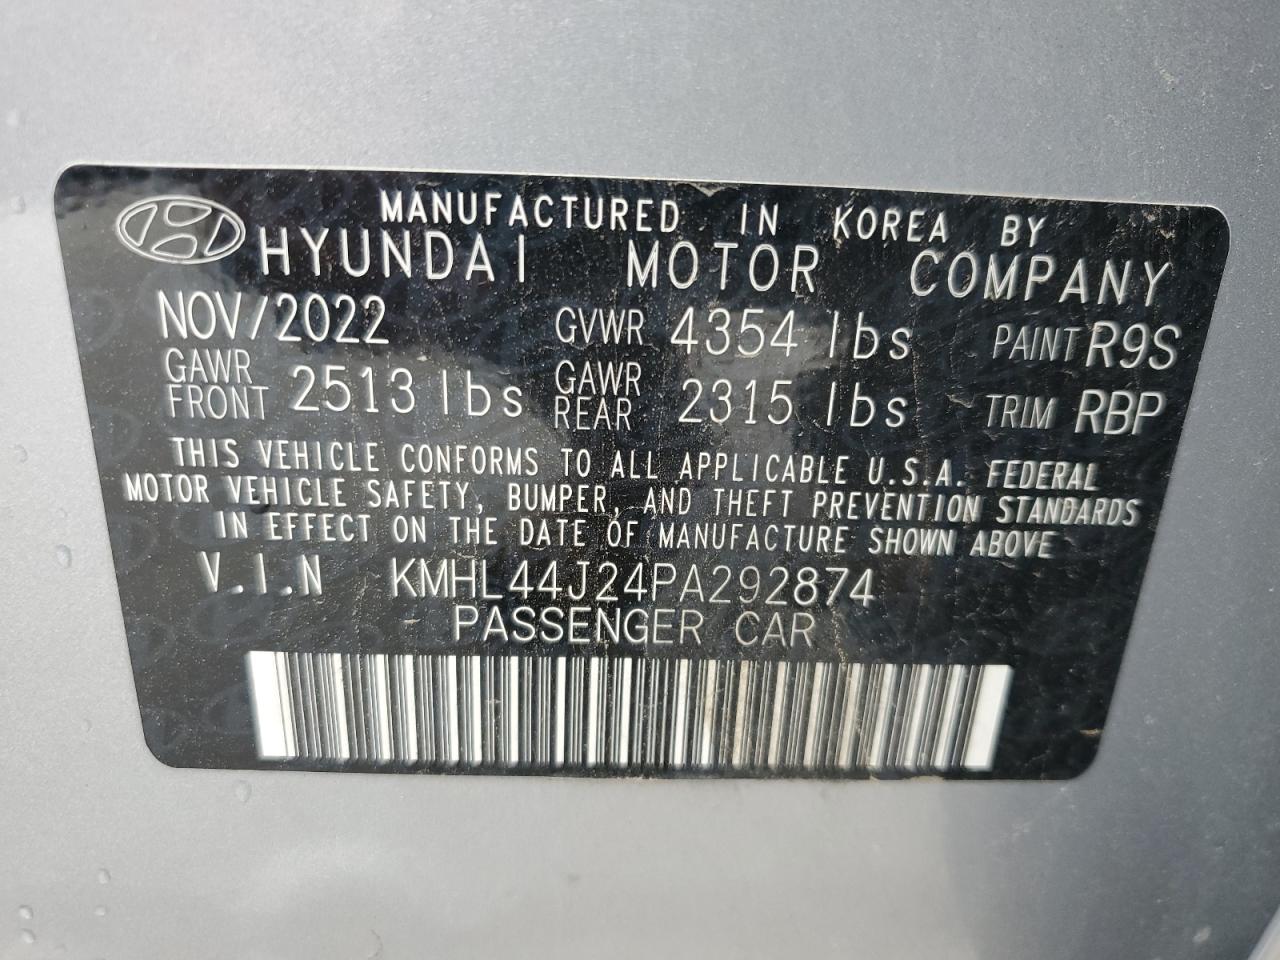 MANUFACTURED IN KOREA BY
HYUNDAI MOTOR COMPANY
NOV/2022 GVWR 4354 lbs PAINT R9S
GAWR FRONT 2513 lbs GAWR REAR 2315 lbs TRIM RBP
THIS VEHICLE CONFORMS TO ALL APPLICABLE U.S.A. FEDERAL
MOTOR VEHICLE SAFETY, BUMPER, AND THEFT PREVENTION STANDARDS
IN EFFECT ON THE DATE OF MANUFACTURE SHOWN ABOVE
V.I.N KMHL44J24PA292874
PASSENGER CAR